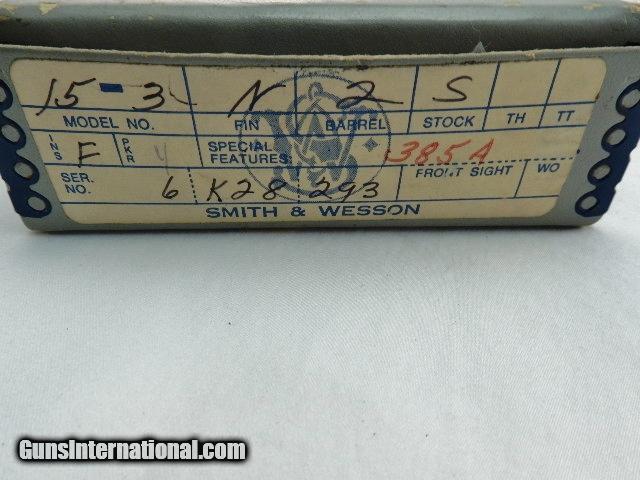 15-3 N 2 S
MODEL NO. FIN BARREL STOCK TH TT
INS F PKR 4 SPECIAL FEATURES: 385A
SER. NO. 6 K28 293 FRONT SIGHT WO
SMITH & WESSON
GunsInternational.com